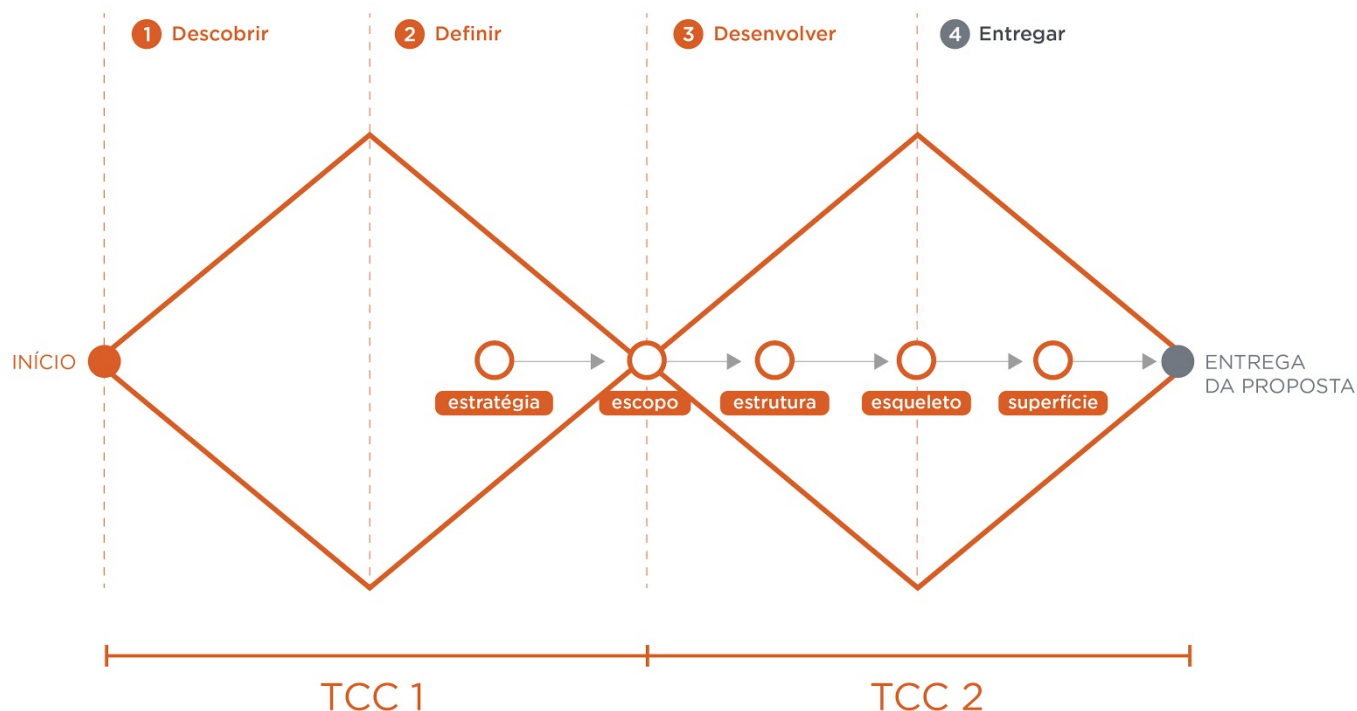 1 Descobrir
2 Definir
3 Desenvolver
4 Entregar
INÍCIO
estratégia
escopo
estrutura
esqueleto
superfície
ENTREGA
DA PROPOSTA
TCC 1
TCC 2